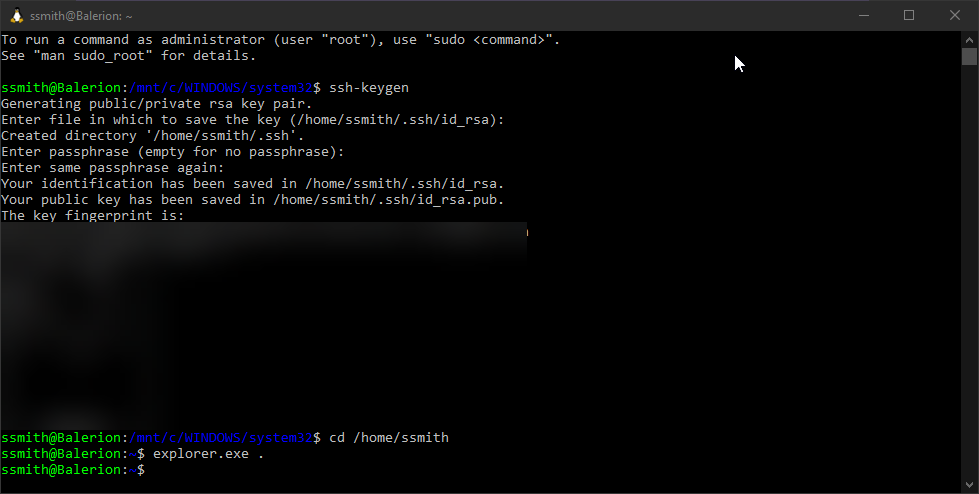 ssmith@Balerion: ~
To run a command as administrator (user "root"), use "sudo <command>".
See "man sudo_root" for details.
ssmith@Balerion:/mnt/c/WINDOWS/system32$ ssh-keygen
Generating public/private rsa key pair.
Enter file in which to save the key (/home/ssmith/.ssh/id_rsa):
Created directory '/home/ssmith/.ssh'.
Enter passphrase (empty for no passphrase):
Enter same passphrase again:
Your identification has been saved in /home/ssmith/.ssh/id_rsa.
Your public key has been saved in /home/ssmith/.ssh/id_rsa.pub.
The key fingerprint is:
ssmith@Balerion:/mnt/c/WINDOWS/system32$ cd /home/ssmith
ssmith@Balerion:~$ explorer.exe .
ssmith@Balerion:~$